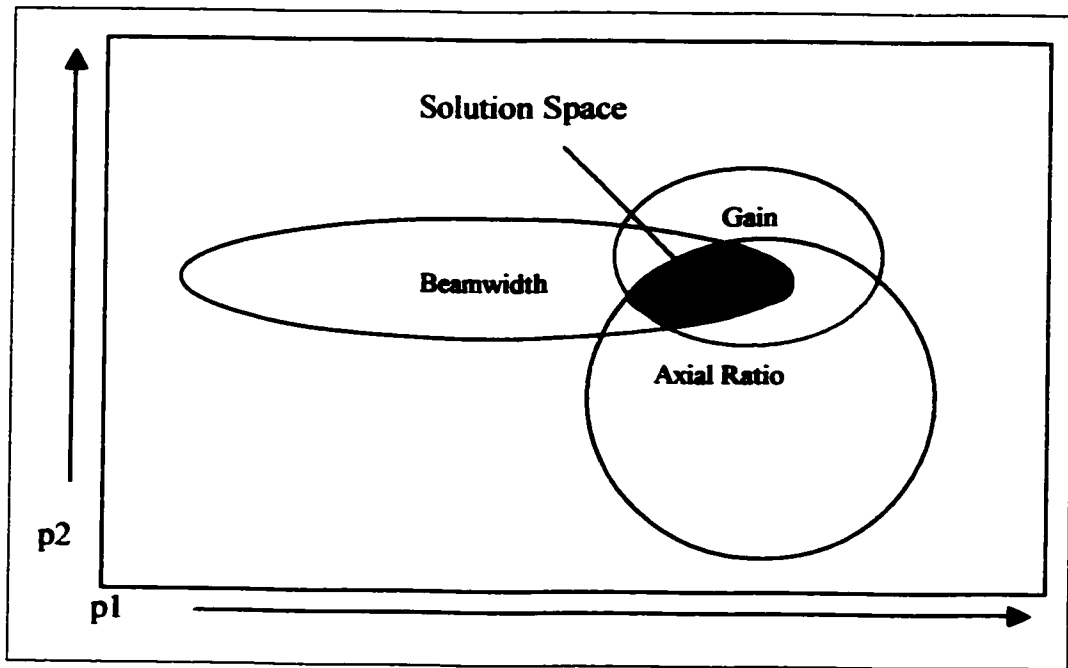 Solution Space
Gain
Beamwidth
Axial Ratio
p2
p1